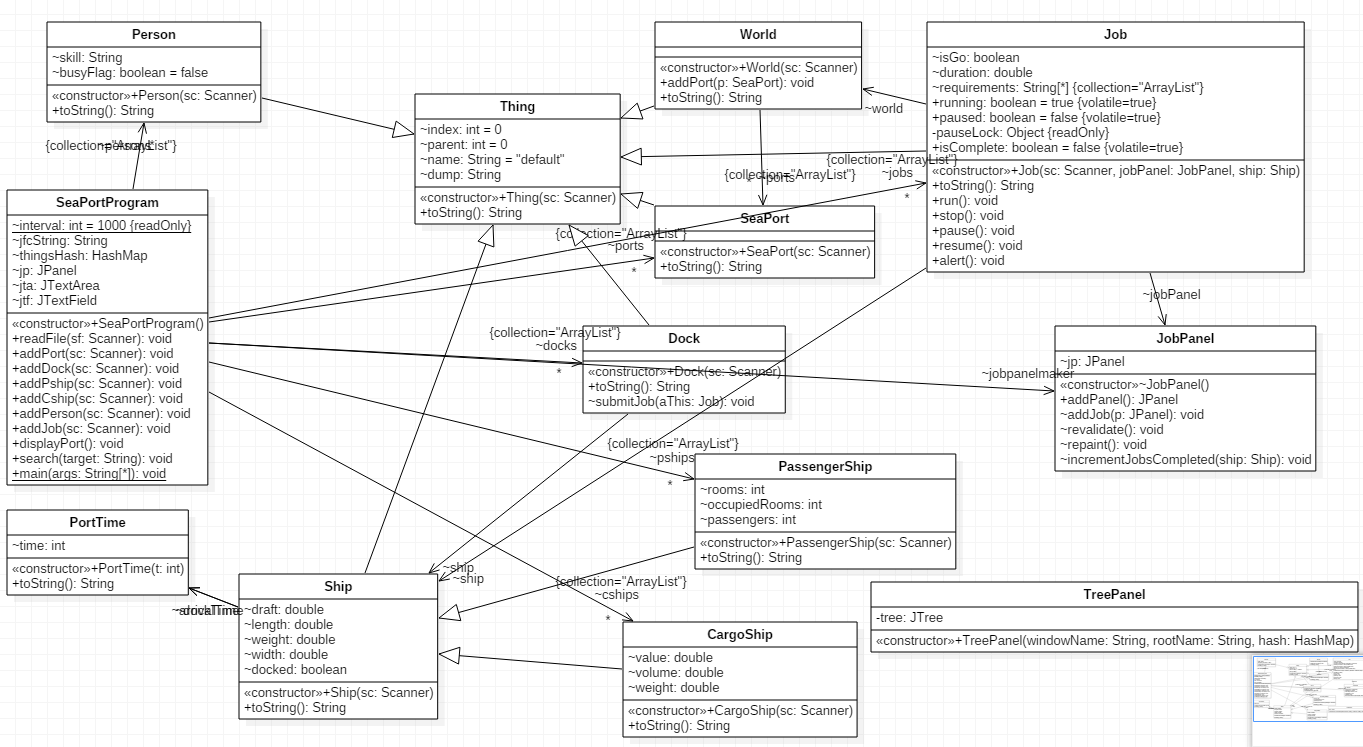 Person
~skill: String
~busyFlag: boolean = false
«constructor»+Person(sc: Scanner)
+toString(): String
World
«constructor»+World(sc: Scanner)
+addPort(p: SeaPort): void
+toString(): String
Job
~isGo: boolean
~duration: double
~requirements: String[*] {collection="ArrayList"}
+running: boolean = true {volatile=true}
+paused: boolean = false {volatile=true}
-pauseLock: Object {readOnly}
+isComplete: boolean = false {volatile=true}
«constructor»+Job(sc: Scanner, jobPanel: JobPanel, ship: Ship)
+toString(): String
+run(): void
+stop(): void
+pause(): void
+resume(): void
+alert(): void
Thing
~index: int = 0
~parent: int = 0
~name: String = "default"
~dump: String
«constructor»+Thing(sc: Scanner)
+toString(): String
~world
{collection="ArrayList"}
~persons
*
{collection="ArrayList"}
~jobs
*
{collection="ArrayList"}
~ports
*
SeaPortProgram
~interval: int = 1000 {readOnly}
~jfcString: String
~thingsHash: HashMap
~jp: JPanel
~jta: JTextArea
~jtf: JTextField
«constructor»+SeaPortProgram()
+readFile(sf: Scanner): void
+addPort(sc: Scanner): void
+addDock(sc: Scanner): void
+addPship(sc: Scanner): void
+addCship(sc: Scanner): void
+addPerson(sc: Scanner): void
+addJob(sc: Scanner): void
+displayPort(): void
+search(target: String): void
+main(args: String[*]): void
SeaPort
«constructor»+SeaPort(sc: Scanner)
+toString(): String
{collection="ArrayList"}
~ports
*
~jobPanel
{collection="ArrayList"}
~docks
*
Dock
«constructor»+Dock(sc: Scanner)
+toString(): String
~submitJob(aThis: Job): void
JobPanel
~jp: JPanel
«constructor»~JobPanel()
+addPanel(): JPanel
~addJob(p: JPanel): void
~revalidate(): void
~repaint(): void
~incrementJobsCompleted(ship: Ship): void
~jobpanelmaker
{collection="ArrayList"}
~pships
*
PassengerShip
~rooms: int
~occupiedRooms: int
~passengers: int
«constructor»+PassengerShip(sc: Scanner)
+toString(): String
PortTime
~time: int
«constructor»+PortTime(t: int)
+toString(): String
~ship
~ship
{collection="ArrayList"}
~cships
*
Ship
~draft: double
~length: double
~weight: double
~width: double
~docked: boolean
«constructor»+Ship(sc: Scanner)
+toString(): String
TreePanel
-tree: JTree
«constructor»+TreePanel(windowName: String, rootName: String, hash: HashMap)
CargoShip
~value: double
~volume: double
~weight: double
«constructor»+CargoShip(sc: Scanner)
+toString(): String